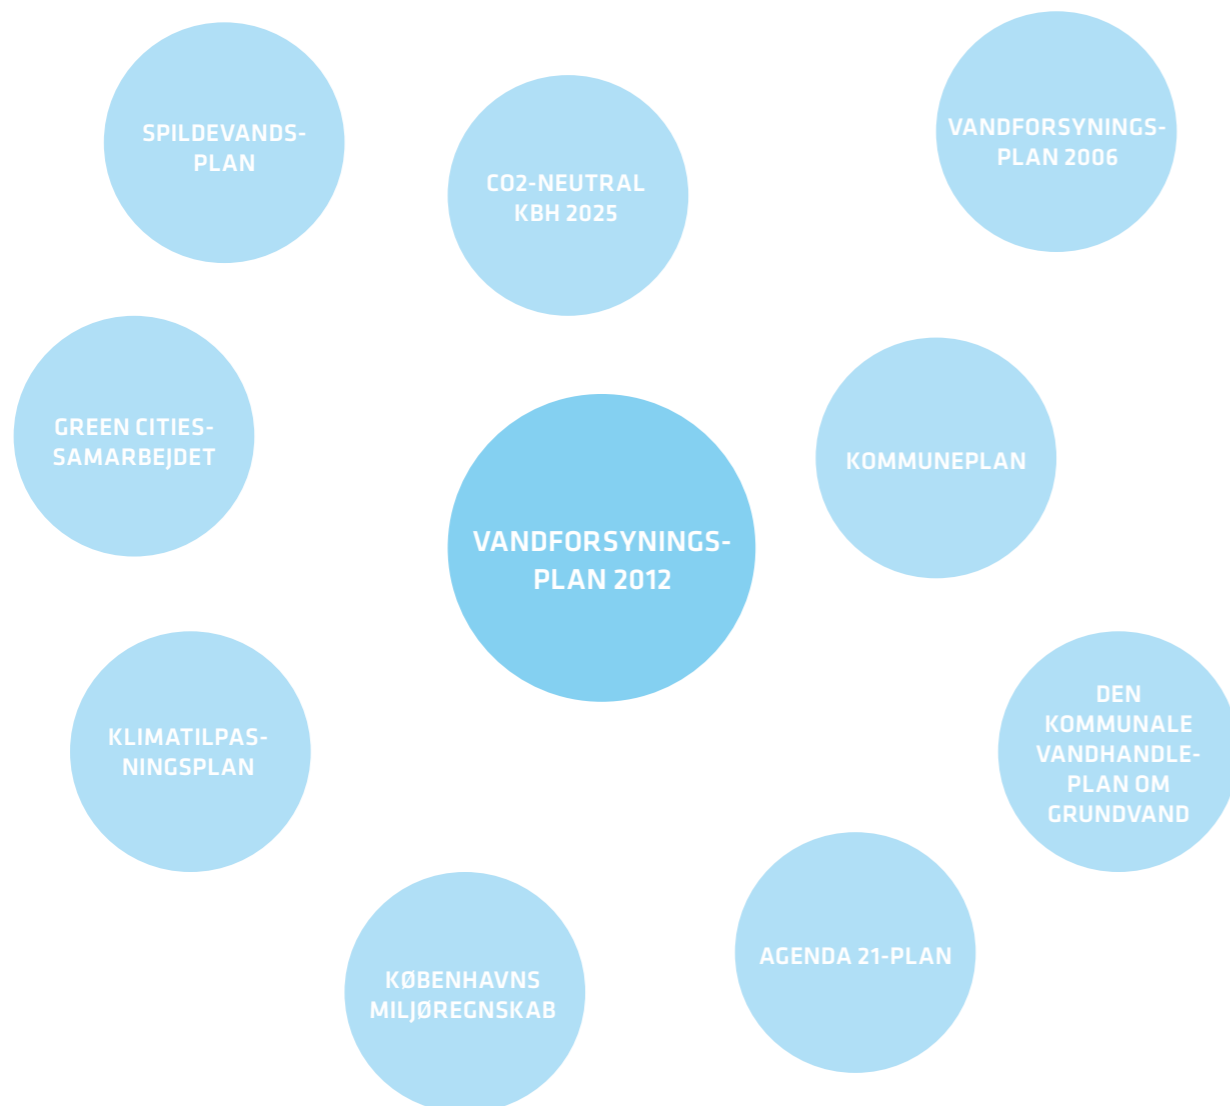 SPILDEVANDS-
PLAN
CO2-NEUTRAL
KBH 2025
VANDFORSYNINGS-
PLAN 2006
GREEN CITIES-
SAMARBEJDET
KOMMUNEPLAN
VANDFORSYNINGS-
PLAN 2012
KLIMATILPAS-
NINGSPLAN
DEN
KOMMUNALE
VANDHANDLE-
PLAN OM
GRUNDVAND
KØBENHAVNS
MILJØREGNSKAB
AGENDA 21-PLAN